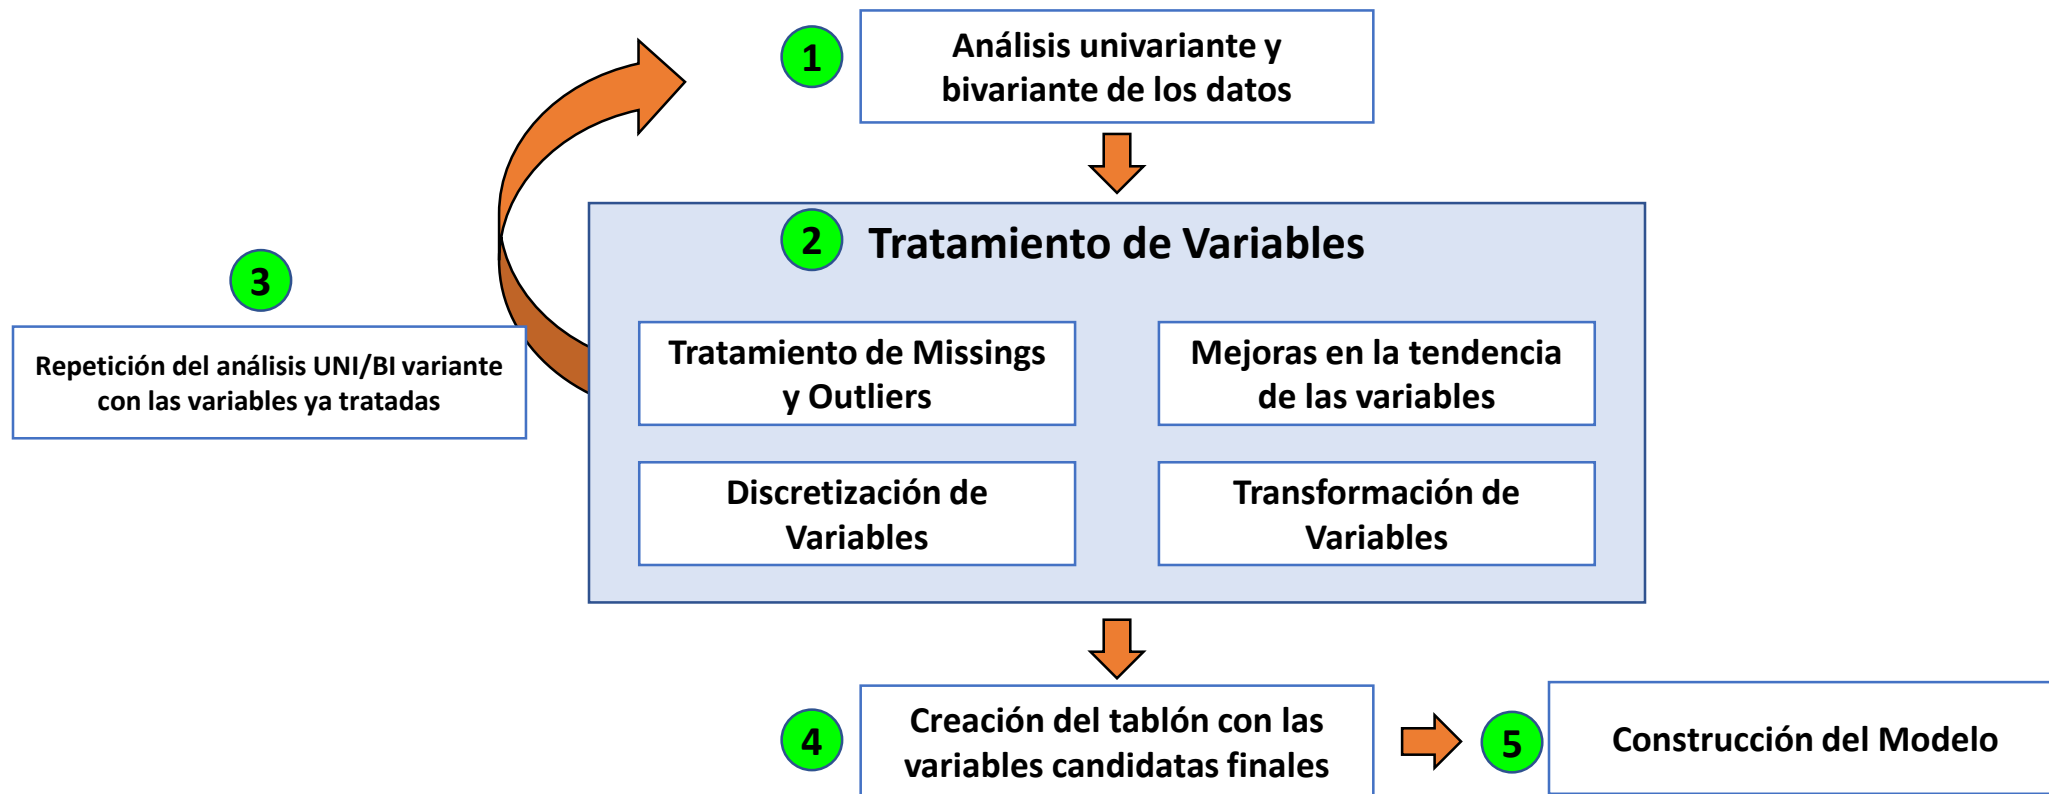 1
Análisis univariante y
bivariante de los datos
2
Tratamiento de Variables
3
Repetición del análisis UNI/BI variante
con las variables ya tratadas
Tratamiento de Missings
y Outliers
Mejoras en la tendencia
de las variables
Discretización de
Variables
Transformación de
Variables
4
Creación del tablón con las
variables candidatas finales
5
Construcción del Modelo